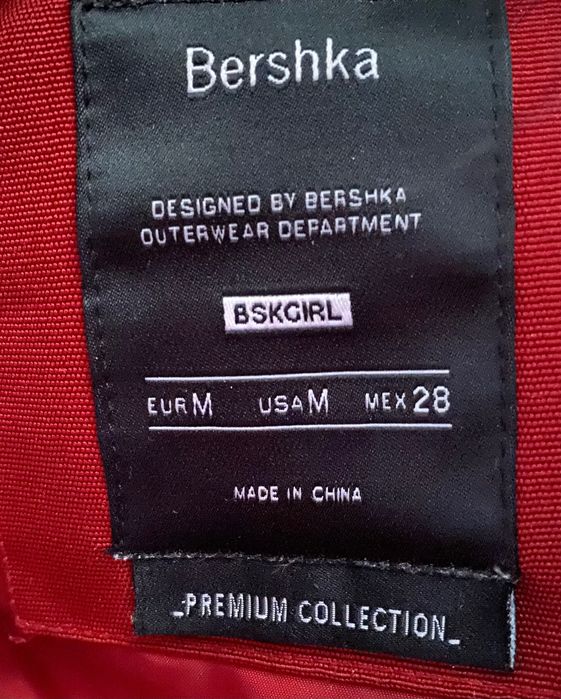 Bershka
DESIGNED BY BERSHKA
OUTERWEAR DEPARTMENT
BSKGIRL
EUR M USA M MEX 28
MADE IN CHINA
_PREMIUM COLLECTION_